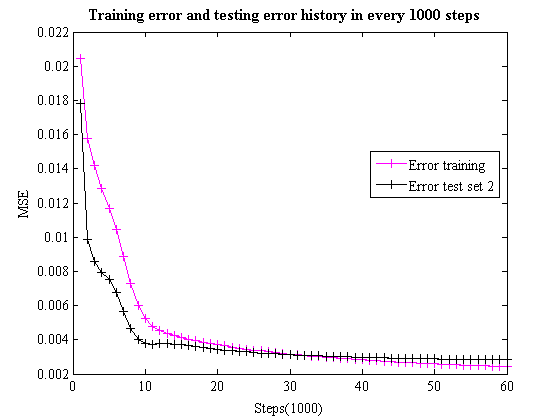 Training error and testing error history in every 1000 steps
0.022
0.02
0.018
0.016
0.014
0.012
0.01
0.008
0.006
0.004
0.002
MSE
Error training
Error test set 2
0 10 20 30 40 50 60
Steps(1000)